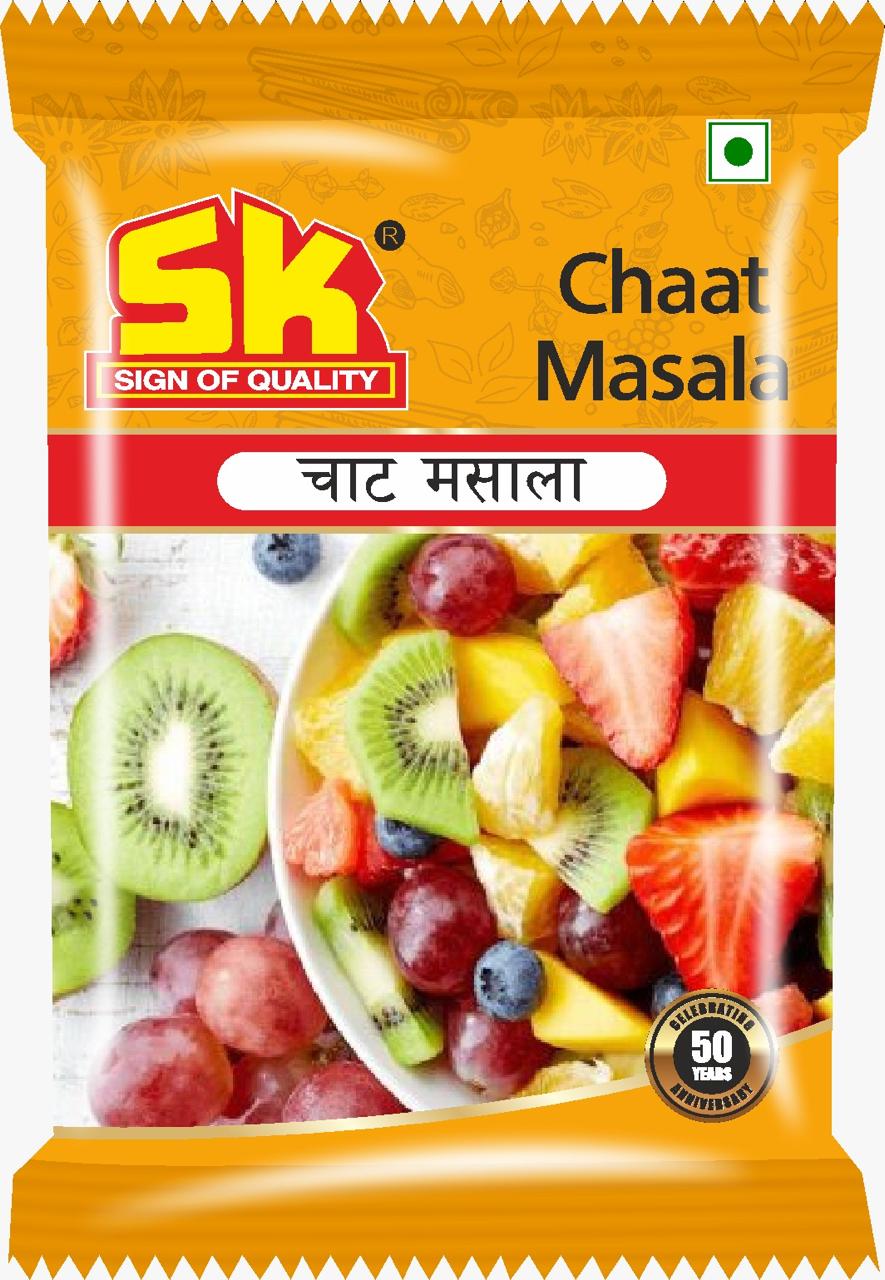 SK
®
SIGN OF QUALITY
Chaat
Masala
चाट मसाला
CELEBRATING
50
YEARS
ANNIVERSARY